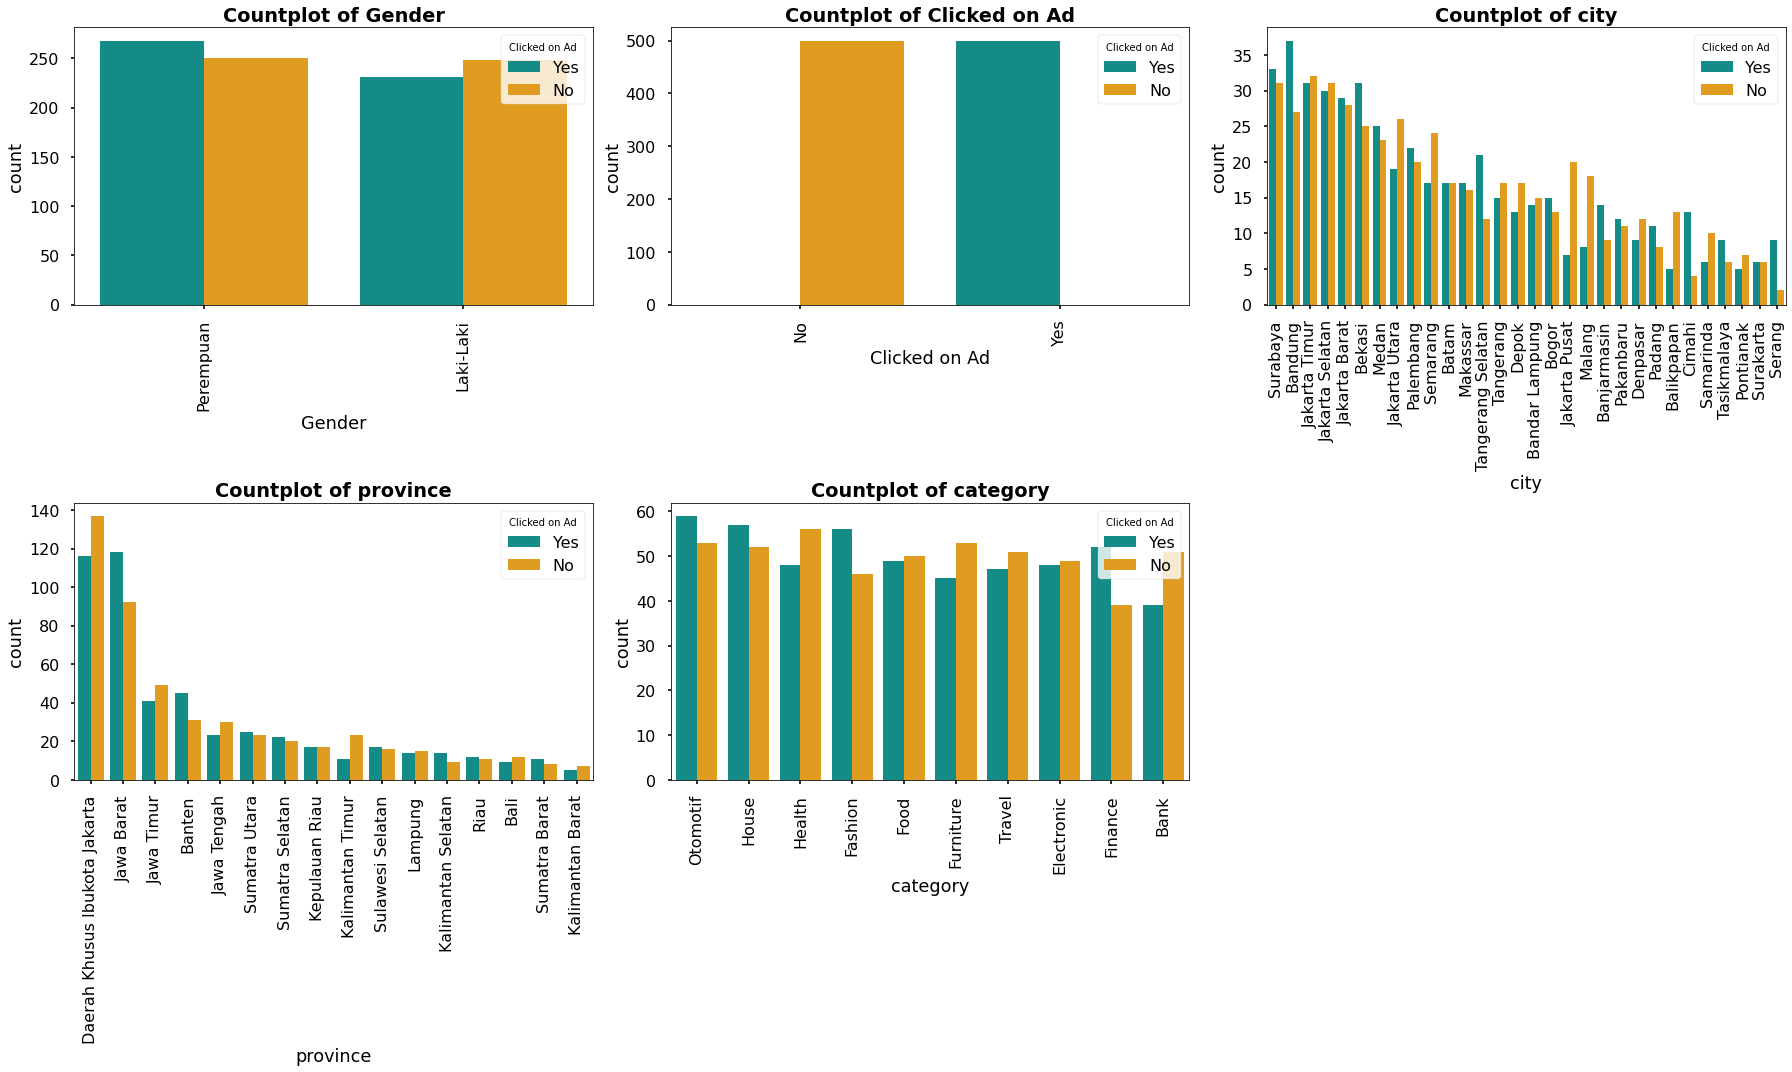 Countplot of Gender
count
250
200
150
100
50
0
Clicked on Ad
Yes
No
Perempuan
Laki-Laki
Gender
Countplot of Clicked on Ad
count
500
400
300
200
100
0
Clicked on Ad
Yes
No
No
Yes
Clicked on Ad
Countplot of city
count
35
30
25
20
15
10
5
0
Clicked on Ad
Yes
No
Surabaya
Bandung
Jakarta Timur
Jakarta Selatan
Jakarta Barat
Bekasi
Medan
Jakarta Utara
Palembang
Semarang
Batam
Makassar
Tangerang Selatan
Tangerang
Depok
Bandar Lampung
Bogor
Jakarta Pusat
Malang
Banjarmasin
Pakanbaru
Denpasar
Padang
Balikpapan
Cimahi
Samarinda
Tasikmalaya
Pontianak
Surakarta
Serang
city
Countplot of province
count
140
120
100
80
60
40
20
0
Clicked on Ad
Yes
No
Daerah Khusus Ibukota Jakarta
Jawa Barat
Jawa Timur
Banten
Jawa Tengah
Sumatra Utara
Sumatra Selatan
Kepulauan Riau
Kalimantan Timur
Sulawesi Selatan
Lampung
Kalimantan Selatan
Riau
Bali
Sumatra Barat
Kalimantan Barat
province
Countplot of category
count
60
50
40
30
20
10
0
Clicked on Ad
Yes
No
Otomotif
House
Health
Fashion
Food
Furniture
Travel
Electronic
Finance
Bank
category